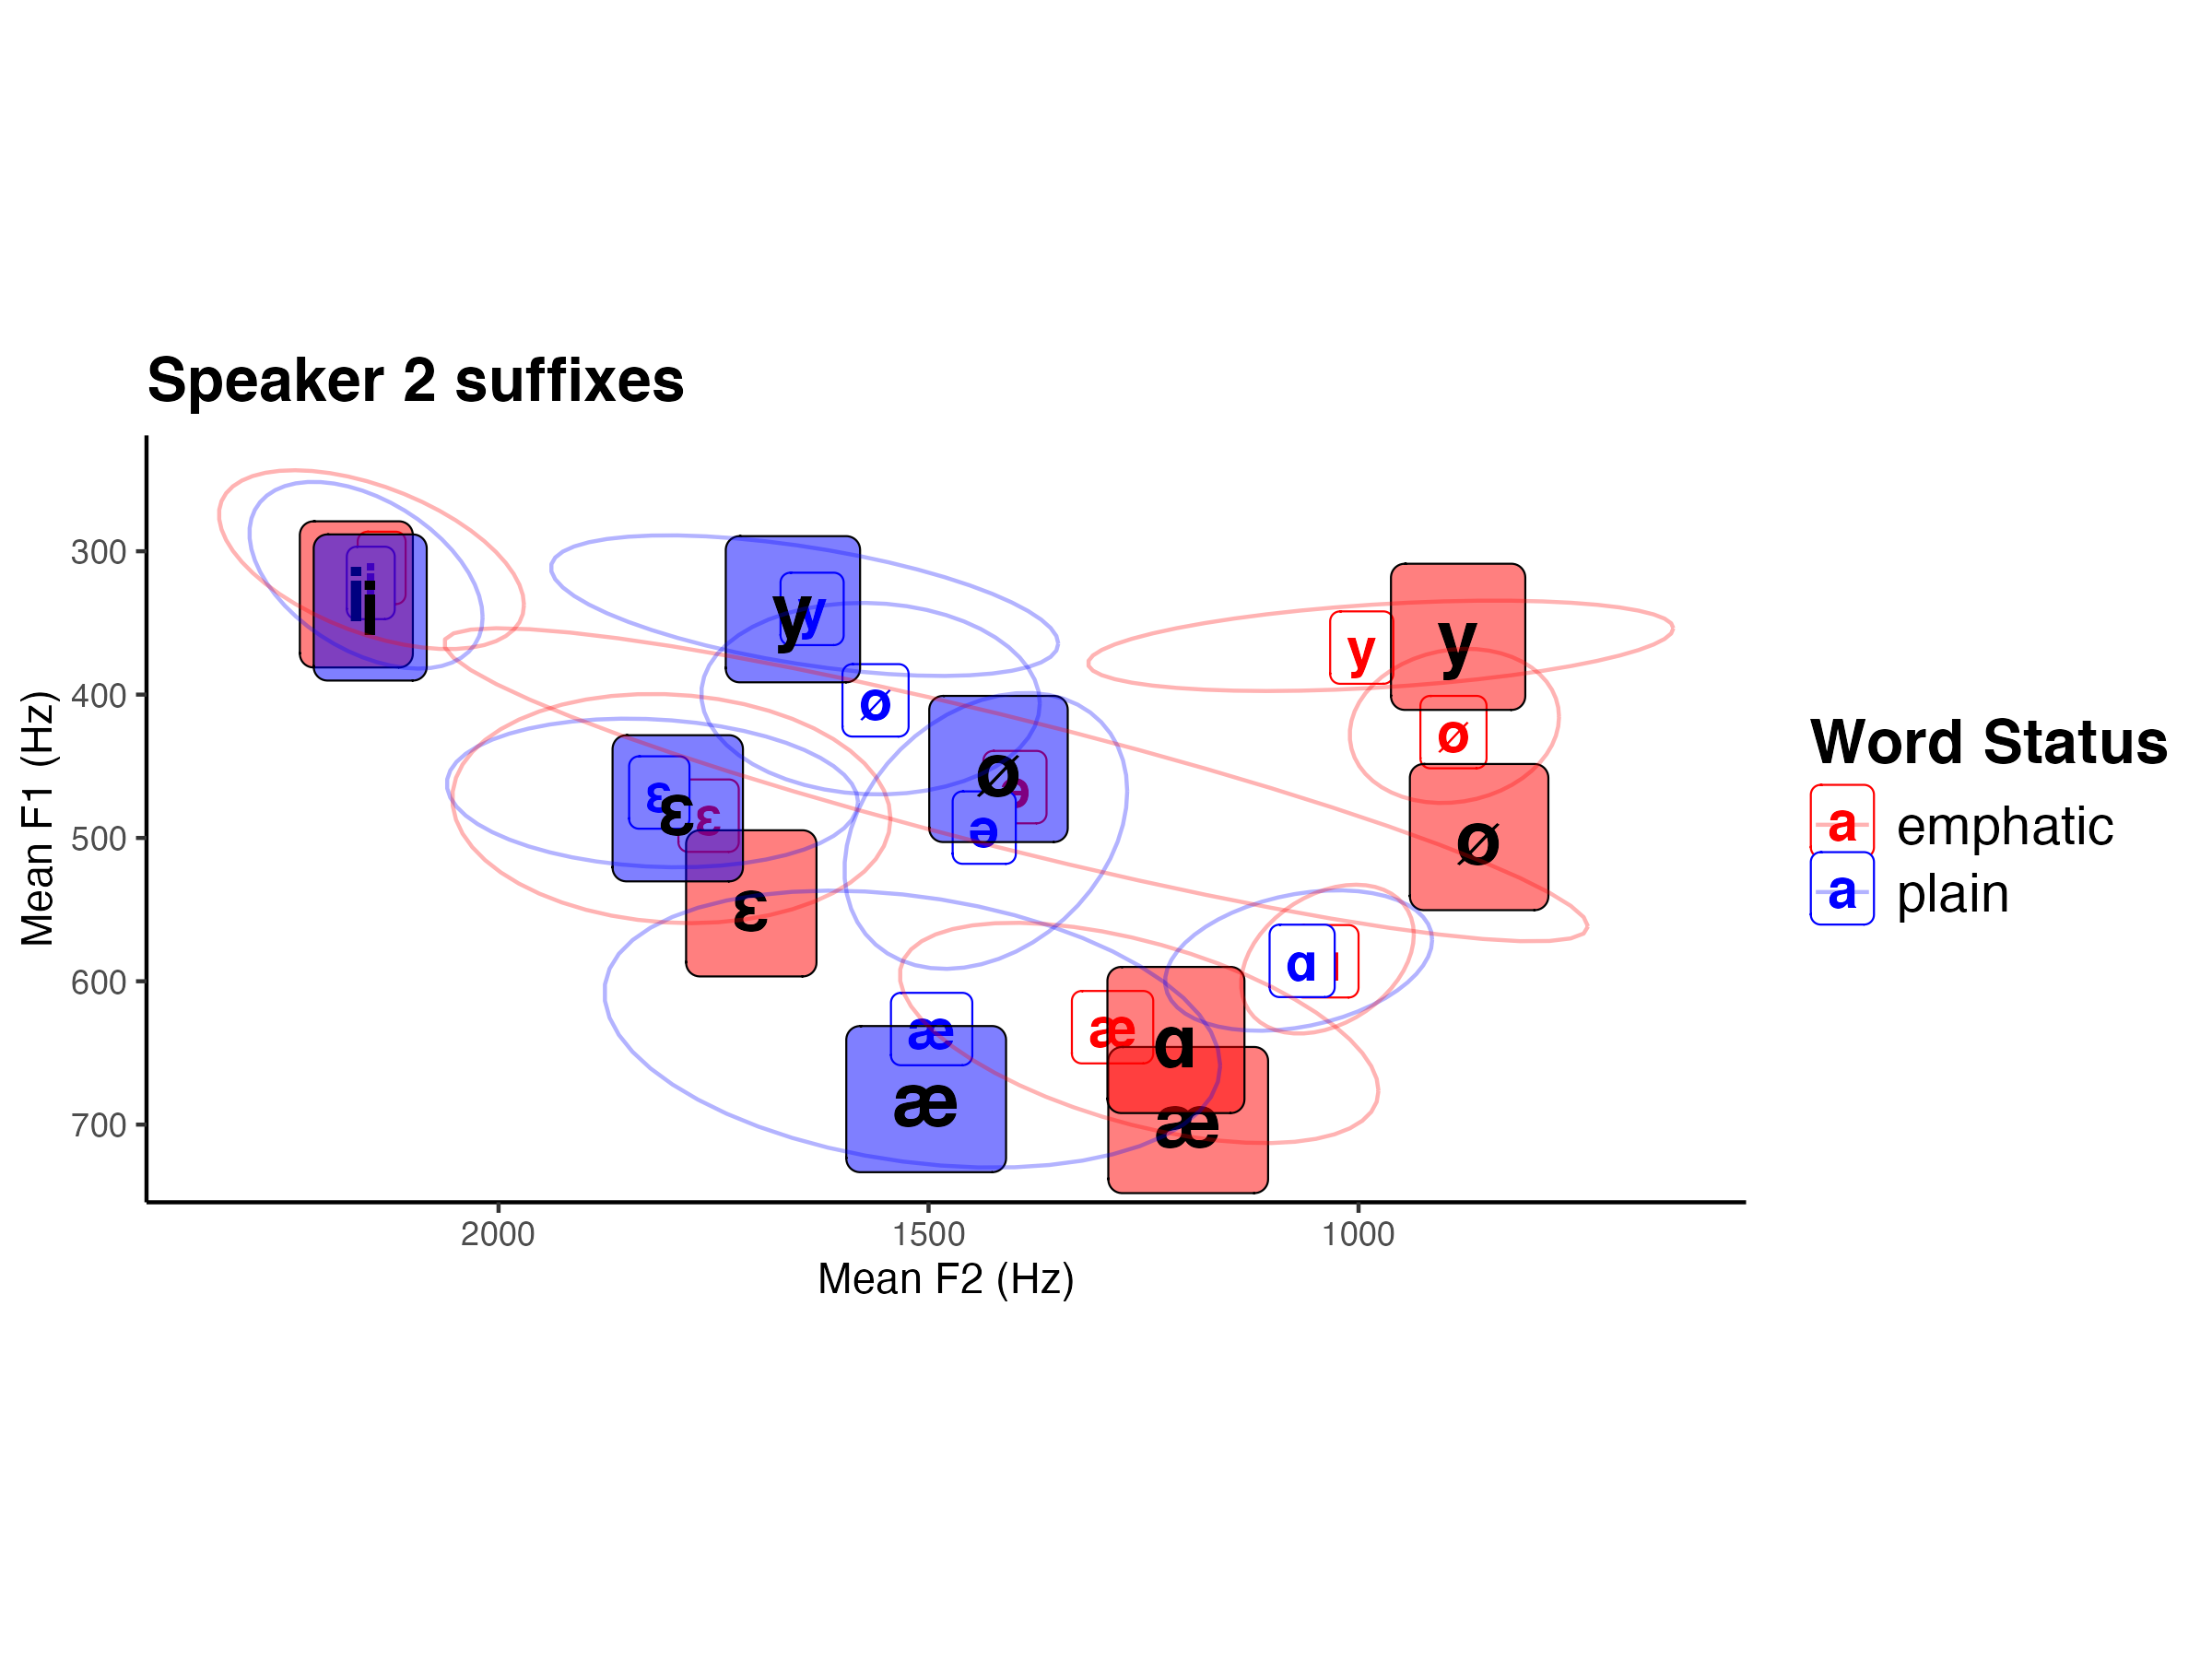 Speaker 2 suffixes
Mean F1 (Hz)
300
400
500
600
700
i i
i i
y y
y y
ø
ø
ɛ ɛ ɛ
ø ə
ə
ø
ɛ
ɑ
æ æ ɑ
æ æ
2000 1500 1000
Mean F2 (Hz)
Word Status
a emphatic
a plain